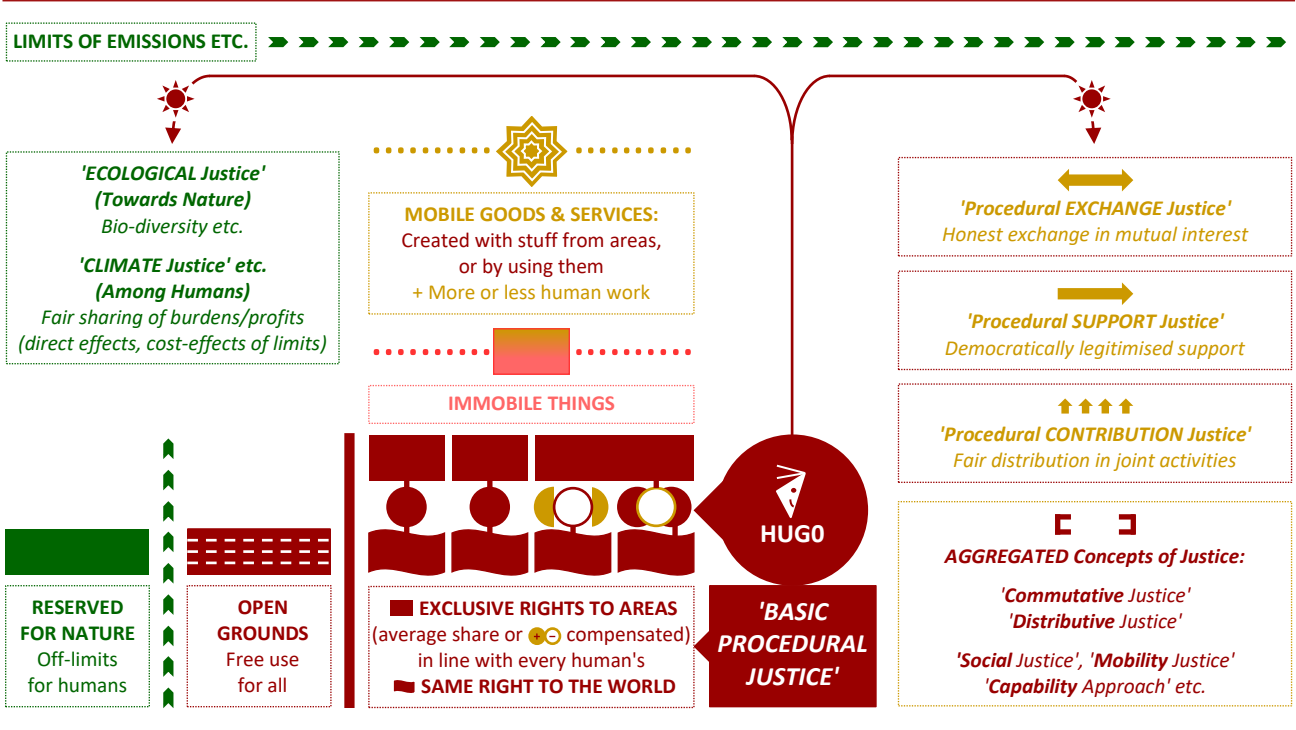 LIMITS OF EMISSIONS ETC.
'ECOLOGICAL Justice'
(Towards Nature)
Bio-diversity etc.
'CLIMATE Justice' etc.
(Among Humans)
Fair sharing of burdens/profits
(direct effects, cost-effects of limits)
MOBILE GOODS & SERVICES:
Created with stuff from areas,
or by using them
+ More or less human work
IMMOBILE THINGS
'Procedural EXCHANGE Justice'
Honest exchange in mutual interest
'Procedural SUPPORT Justice'
Democratically legitimised support
'Procedural CONTRIBUTION Justice'
Fair distribution in joint activities
HUG0
RESERVED
FOR NATURE
Off-limits
for humans
OPEN
GROUNDS
Free use
for all
EXCLUSIVE RIGHTS TO AREAS
(average share or + − compensated)
in line with every human's
SAME RIGHT TO THE WORLD
'BASIC
PROCEDURAL
JUSTICE'
AGGREGATED Concepts of Justice:
'Commutative Justice'
'Distributive Justice'
'Social Justice', 'Mobility Justice'
'Capability Approach' etc.